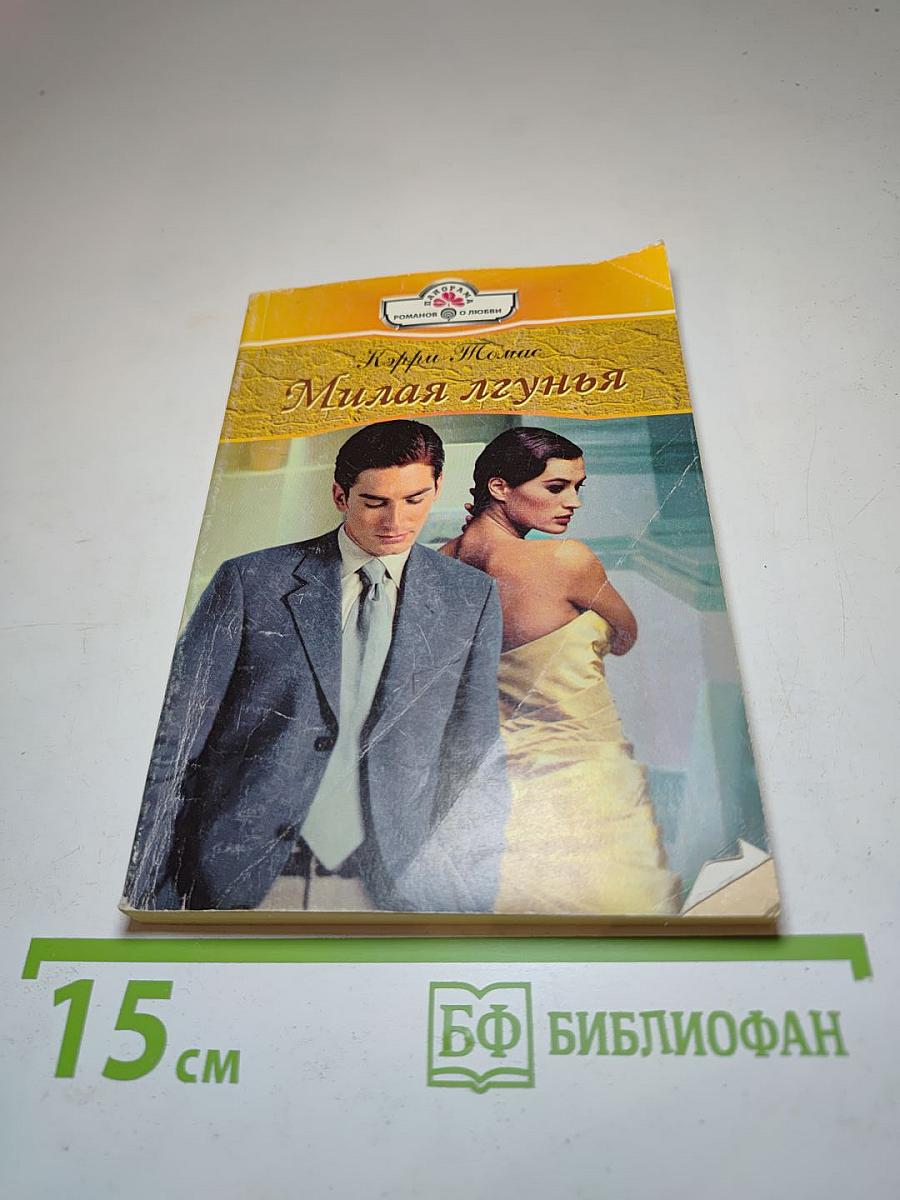 ПАНОРАМА
РОМАНОВ О ЛЮБВИ
Кэрри Томас
Милая лгунья
15 см
БФ БИБЛИОФАН